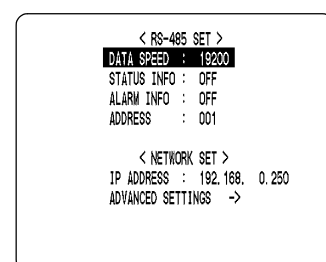 < RS-485 SET >
DATA SPEED : 19200
STATUS INFO : OFF
ALARM INFO : OFF
ADDRESS : 001
< NETWORK SET >
IP ADDRESS : 192.168. 0.250
ADVANCED SETTINGS ->